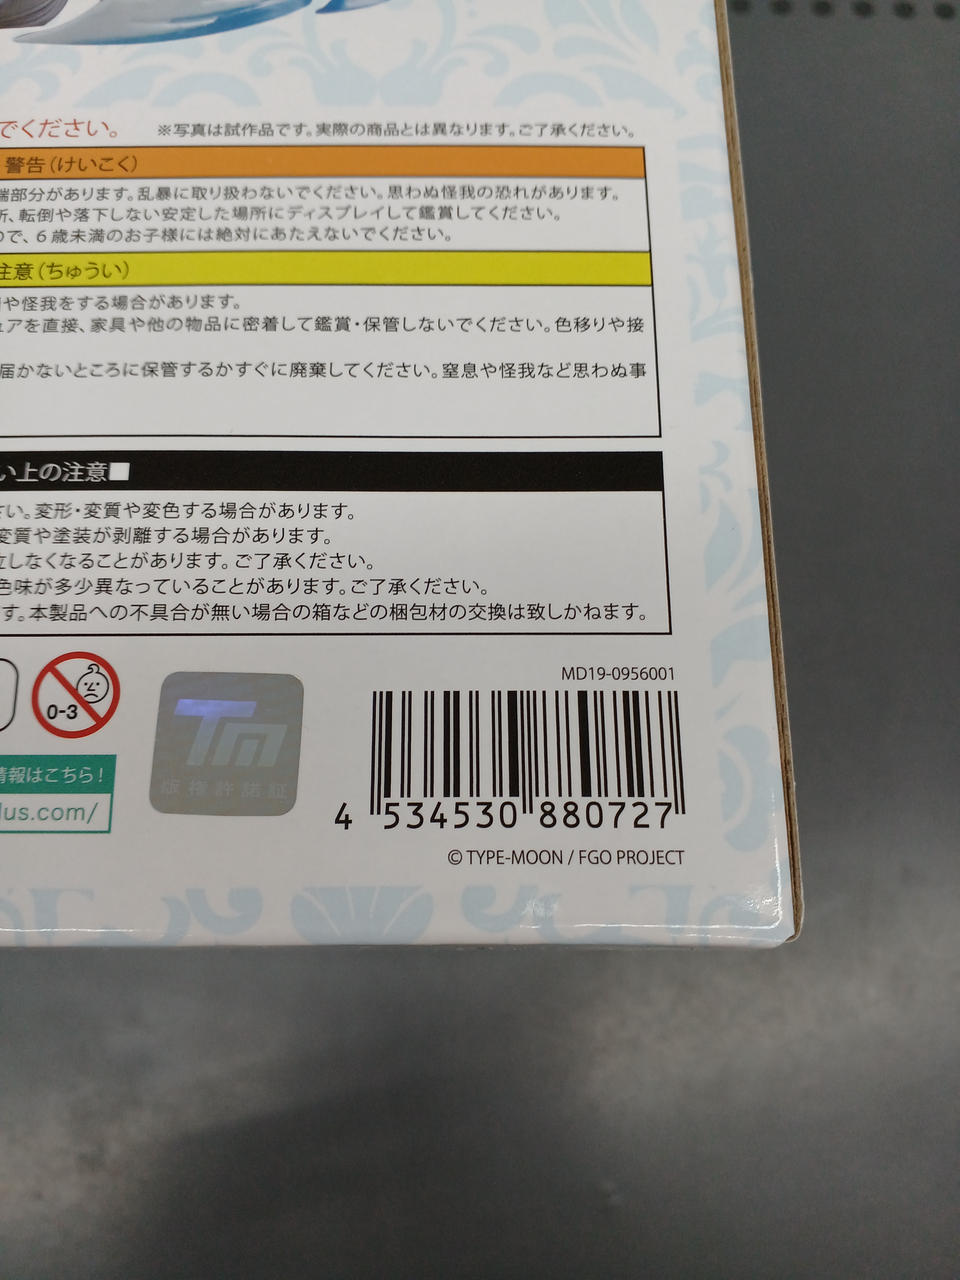 でください。 ※写真は試作品です。実際の商品とは異なります。ご了承ください。
警告(けいこく)
端部分があります。乱暴に取り扱わないでください。思わぬ怪我の恐れがあります。
所、転倒や落下しない安定した場所にディスプレイして鑑賞してください。
ので、6歳未満のお子様には絶対にあたえないでください。
注意(ちゅうい)
や怪我をする場合があります。
ュアを直接、家具や他の物品に密着して鑑賞・保管しないでください。色移りや接
届かないところに保管するかすぐに廃棄してください。窒息や怪我など思わぬ事
い上の注意■
さい。変形・変質や変色する場合があります。
変質や塗装が剥離する場合があります。
立しなくなることがあります。ご了承ください。
色味が多少異なっていることがあります。ご了承ください。
す。本製品への不具合が無い場合の箱などの梱包材の交換は致しかねます。
MD19-0956001
0-3
TM
版権許諾証
情報はこちら!
lus.com/
4 534530 880727
© TYPE-MOON / FGO PROJECT